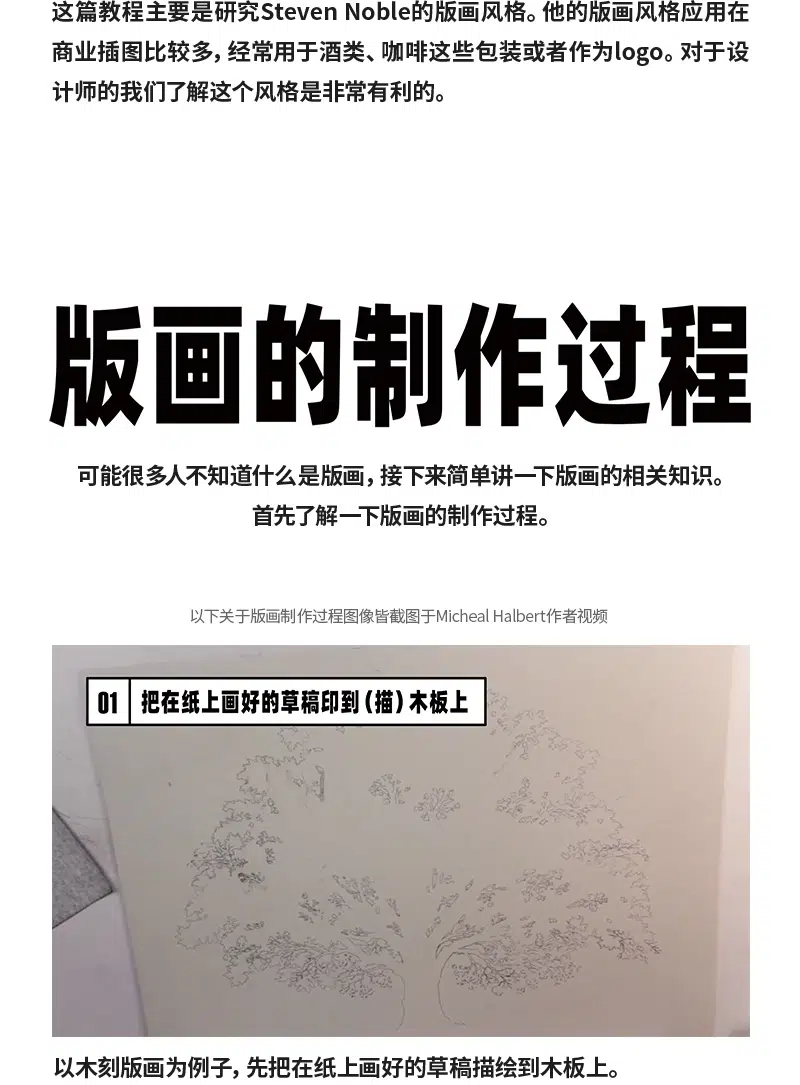 这篇教程主要是研究Steven Noble的版画风格。他的版画风格应用在
商业插图比较多，经常用于酒类、咖啡这些包装或者作为logo。对于设
计师的我们了解这个风格是非常有利的。
版画的制作过程
可能很多人不知道什么是版画，接下来简单讲一下版画的相关知识。
首先了解一下版画的制作过程。
以下关于版画制作过程图像皆截图于Micheal Halbert作者视频
01 把在纸上画好的草稿印到（描）木板上
以木刻版画为例子，先把在纸上画好的草稿描绘到木板上。